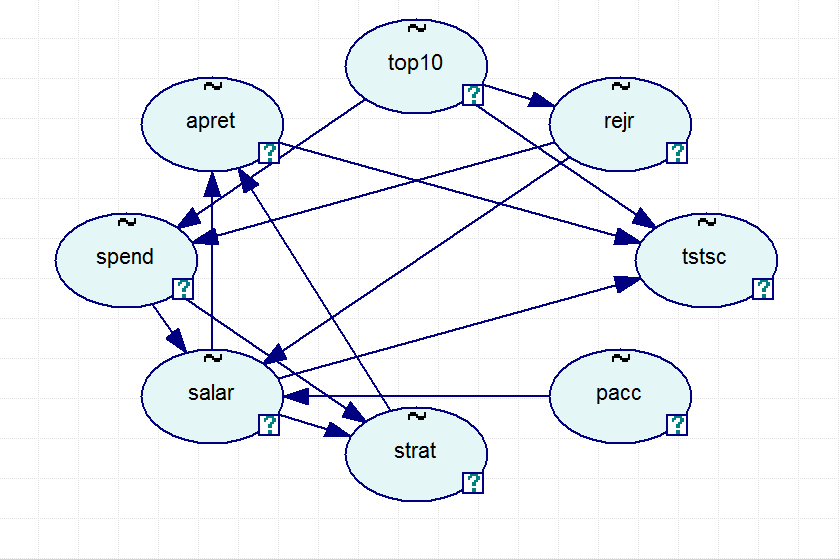 ~
top10
?
~
apret
?
~
rejr
?
~
spend
?
~
tstsc
?
~
salar
?
~
pacc
?
~
strat
?